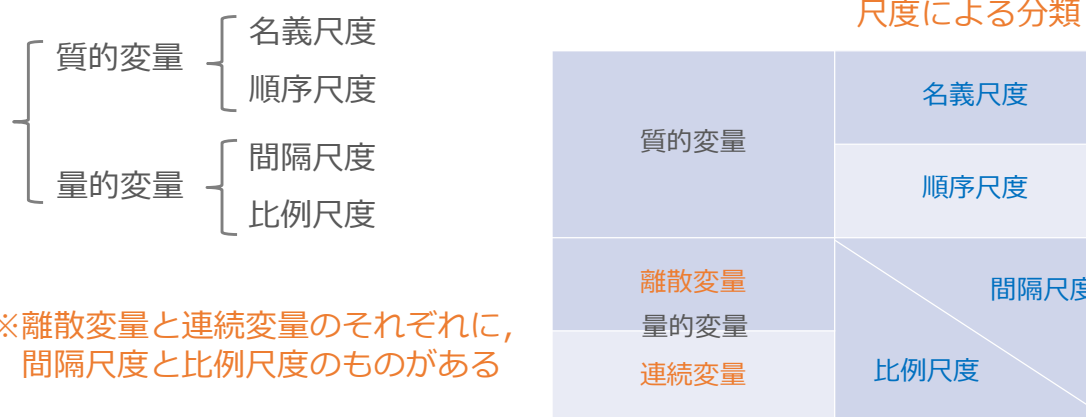 質的変量
名義尺度
順序尺度
量的変量
間隔尺度
比例尺度
※離散変量と連続変量のそれぞれに，
間隔尺度と比例尺度のものがある
尺度による分類
質的変量
名義尺度
順序尺度
離散変量
量的変量
連続変量
間隔尺度
比例尺度